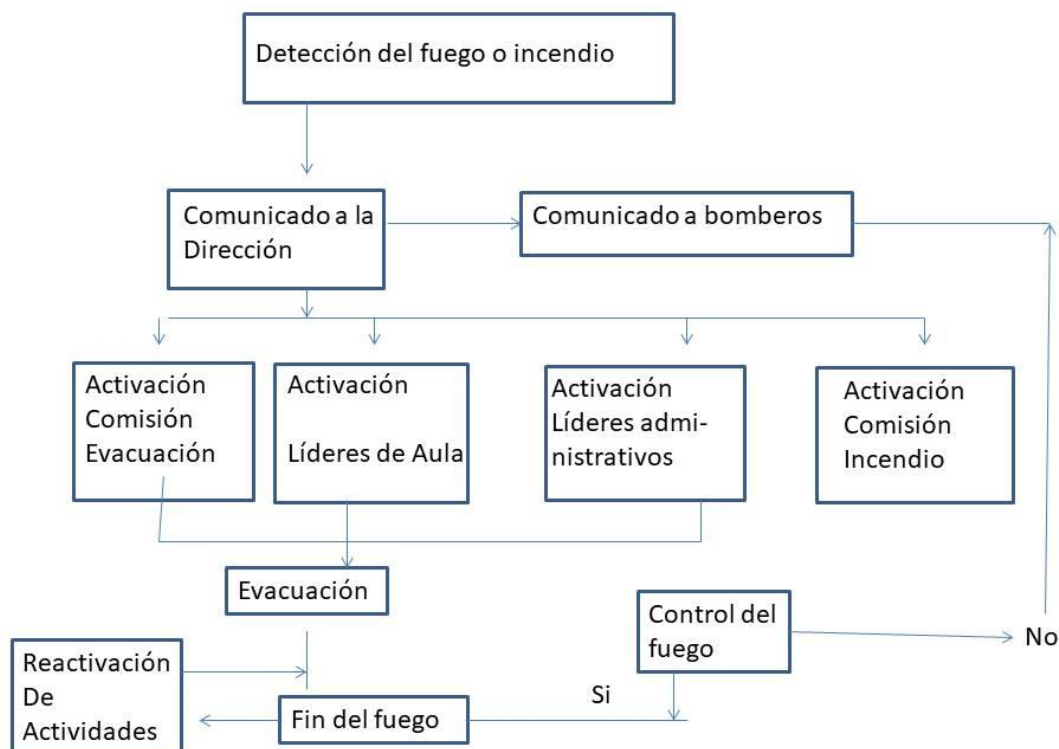 Detección del fuego o incendio
Comunicado a la
Dirección
Comunicado a bomberos
Activación
Comisión
Evacuación
Activación
Líderes de Aula
Activación
Líderes admi-
nistrativos
Activación
Comisión
Incendio
Evacuación
Control del
fuego
No
Reactivación
De
Actividades
Si
Fin del fuego